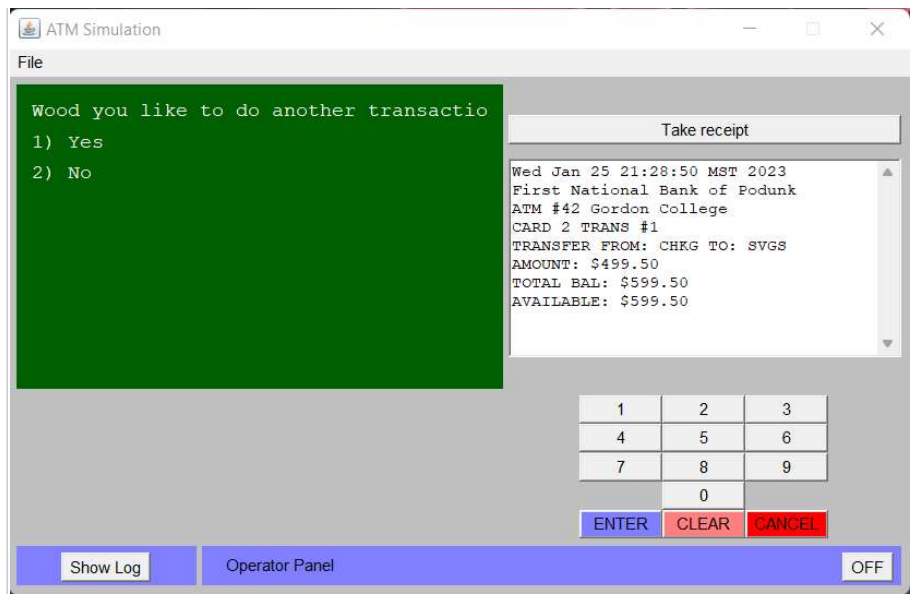 ATM Simulation
File
Wood you like to do another transactio
1) Yes
2) No
Take receipt
Wed Jan 25 21:28:50 MST 2023
First National Bank of Podunk
ATM #42 Gordon College
CARD 2 TRANS #1
TRANSFER FROM: CHKG TO: SVGS
AMOUNT: $499.50
TOTAL BAL: $599.50
AVAILABLE: $599.50
1 2 3
4 5 6
7 8 9
0
ENTER CLEAR CANCEL
Show Log Operator Panel OFF